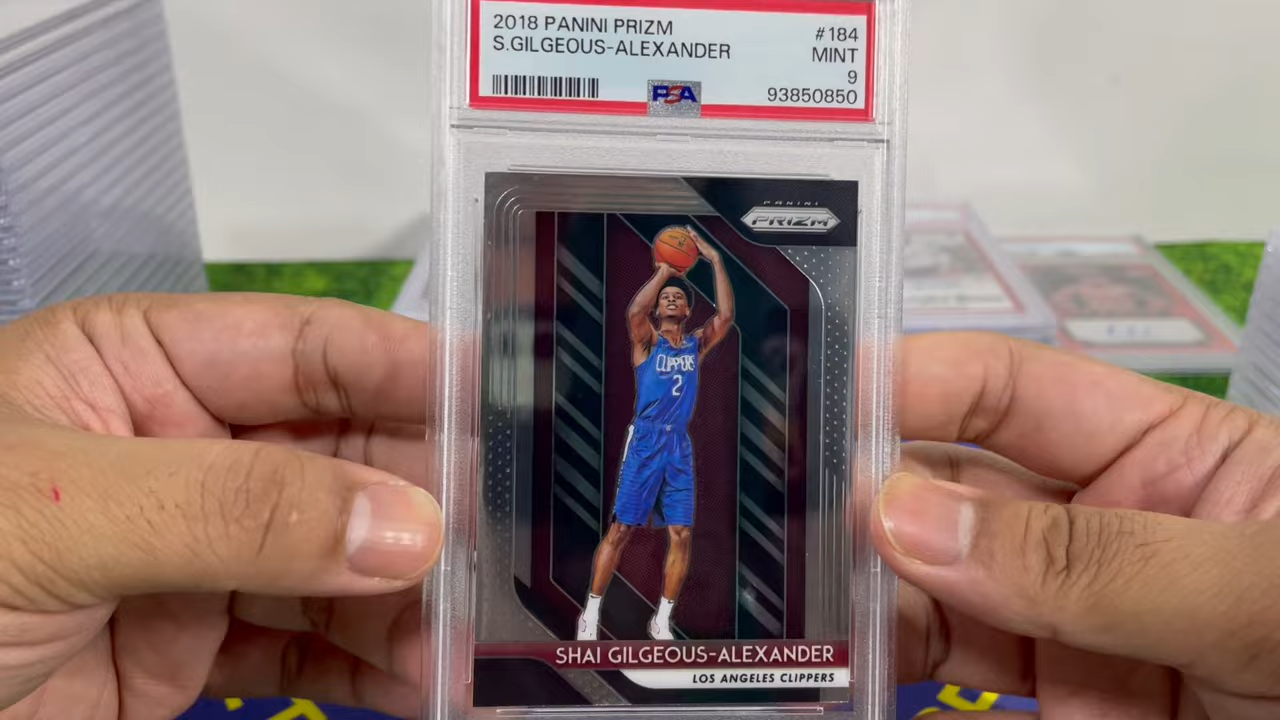 2018 PANINI PRIZM #184
S.GILGEOUS-ALEXANDER MINT
9
PSA 93850850
PANINI
PRIZM
CLIPPERS
2
SHAI GILGEOUS-ALEXANDER
LOS ANGELES CLIPPERS